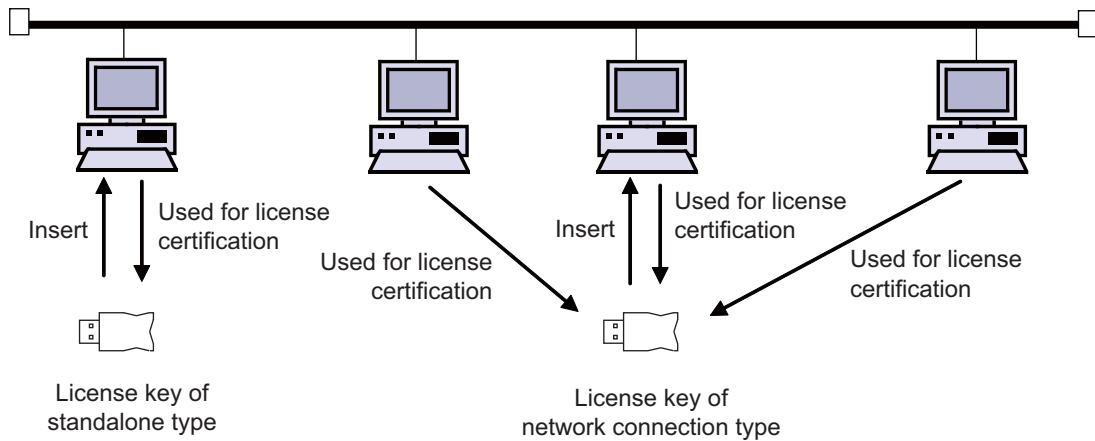 Insert
Used for license
certification
Used for license
certification
Insert
Used for license
certification
Used for license
certification
License key of
standalone type
License key of
network connection type